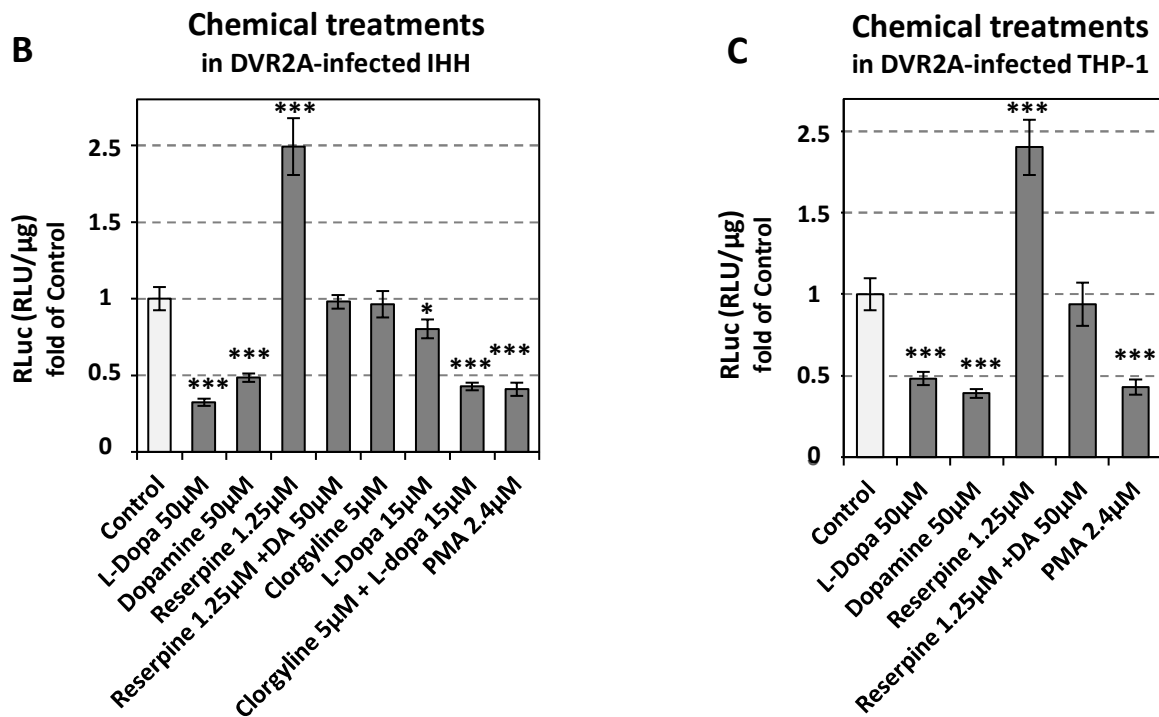 B
Chemical treatments
in DVR2A-infected IHH
RLuc (RLU/µg)
fold of Control
2.5
1.5
1
0.5
0
***
***
***
*
***
***
Control
L-Dopa 50µM
Dopamine 50µM
Reserpine 1.25µM
Reserpine 1.25µM +DA 50µM
Clorgyline 5µM
L-Dopa 15µM
Clorgyline 5µM + L-dopa 15µM
PMA 2.4µM
C
Chemical treatments
in DVR2A-infected THP-1
RLuc (RLU/µg)
fold of Control
2.5
1.5
1
0.5
0
***
***
***
***
Control
L-Dopa 50µM
Dopamine 50µM
Reserpine 1.25µM
Reserpine 1.25µM +DA 50µM
PMA 2.4µM